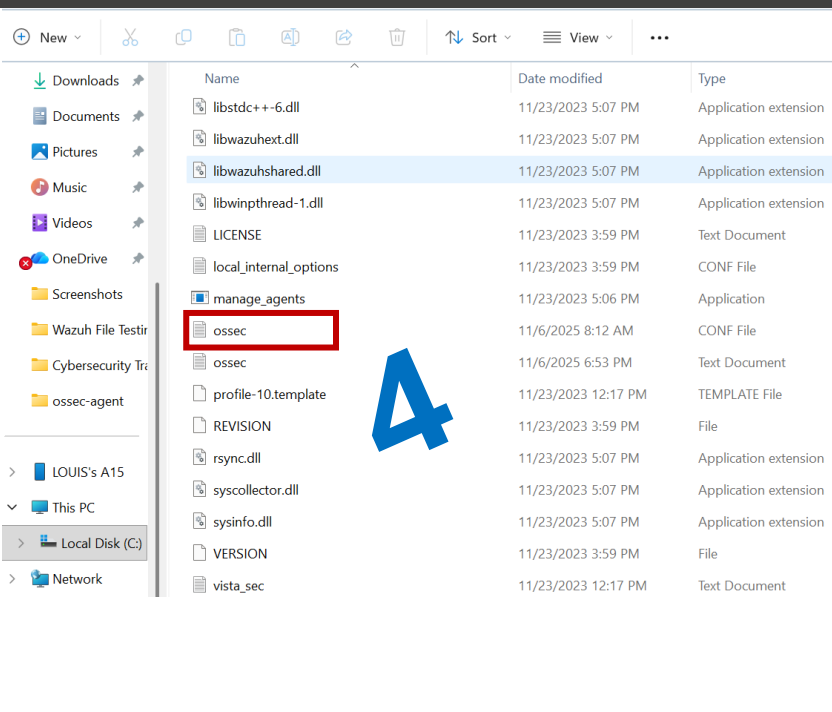 New Sort View
Name Date modified Type
Downloads
Documents
Pictures
Music
Videos
OneDrive
Screenshots
Wazuh File Testin
Cybersecurity Tra
ossec-agent
LOUIS's A15
This PC
Local Disk (C:)
Network
libstdc++-6.dll 11/23/2023 5:07 PM Application extension
libwazuhext.dll 11/23/2023 5:07 PM Application extension
libwazuhshared.dll 11/23/2023 5:07 PM Application extension
libwinpthread-1.dll 11/23/2023 5:07 PM Application extension
LICENSE 11/23/2023 3:59 PM Text Document
local_internal_options 11/23/2023 3:59 PM CONF File
manage_agents 11/23/2023 5:06 PM Application
ossec 11/6/2025 8:12 AM CONF File
ossec 11/6/2025 6:53 PM Text Document
profile-10.template 11/23/2023 12:17 PM TEMPLATE File
REVISION 11/23/2023 3:59 PM File
rsync.dll 11/23/2023 5:07 PM Application extension
syscollector.dll 11/23/2023 5:07 PM Application extension
sysinfo.dll 11/23/2023 5:07 PM Application extension
VERSION 11/23/2023 3:59 PM File
vista_sec 11/23/2023 12:17 PM Text Document
4